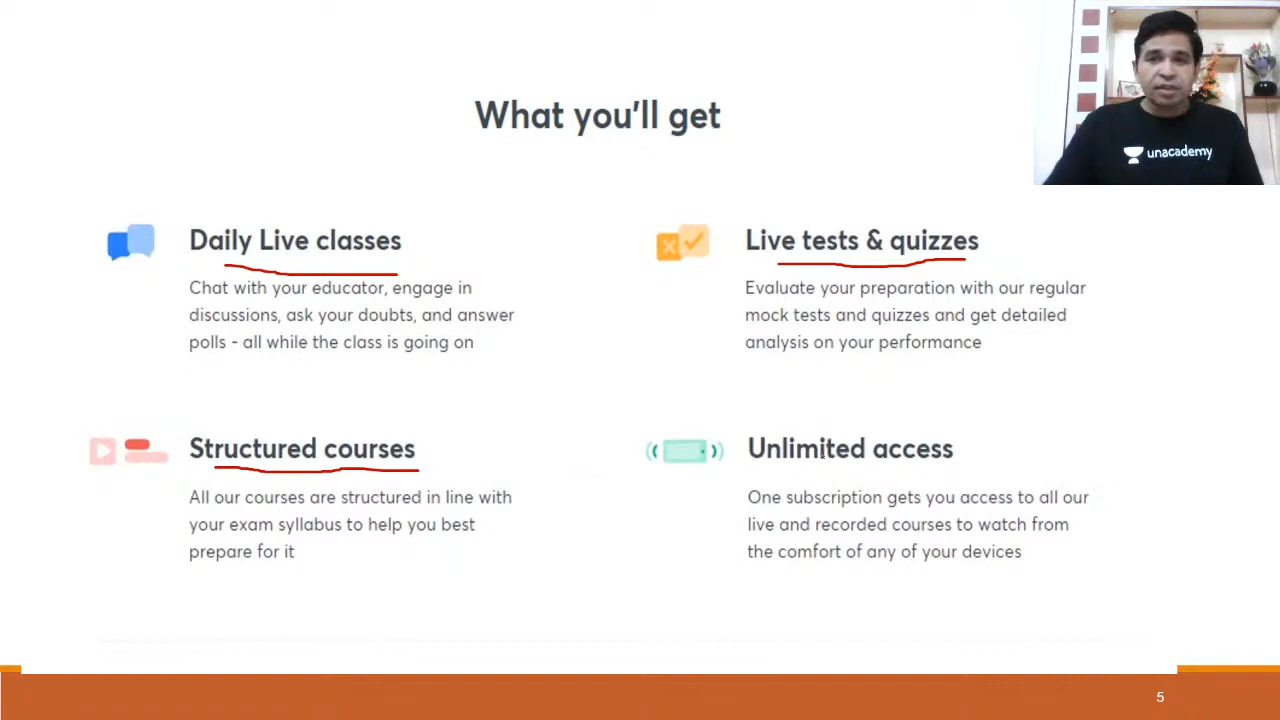 What you'll get
unacademy
Daily Live classes
Chat with your educator, engage in
discussions, ask your doubts, and answer
polls - all while the class is going on
Live tests & quizzes
Evaluate your preparation with our regular
mock tests and quizzes and get detailed
analysis on your performance
Structured courses
All our courses are structured in line with
your exam syllabus to help you best
prepare for it
Unlimited access
One subscription gets you access to all our
live and recorded courses to watch from
the comfort of any of your devices
5